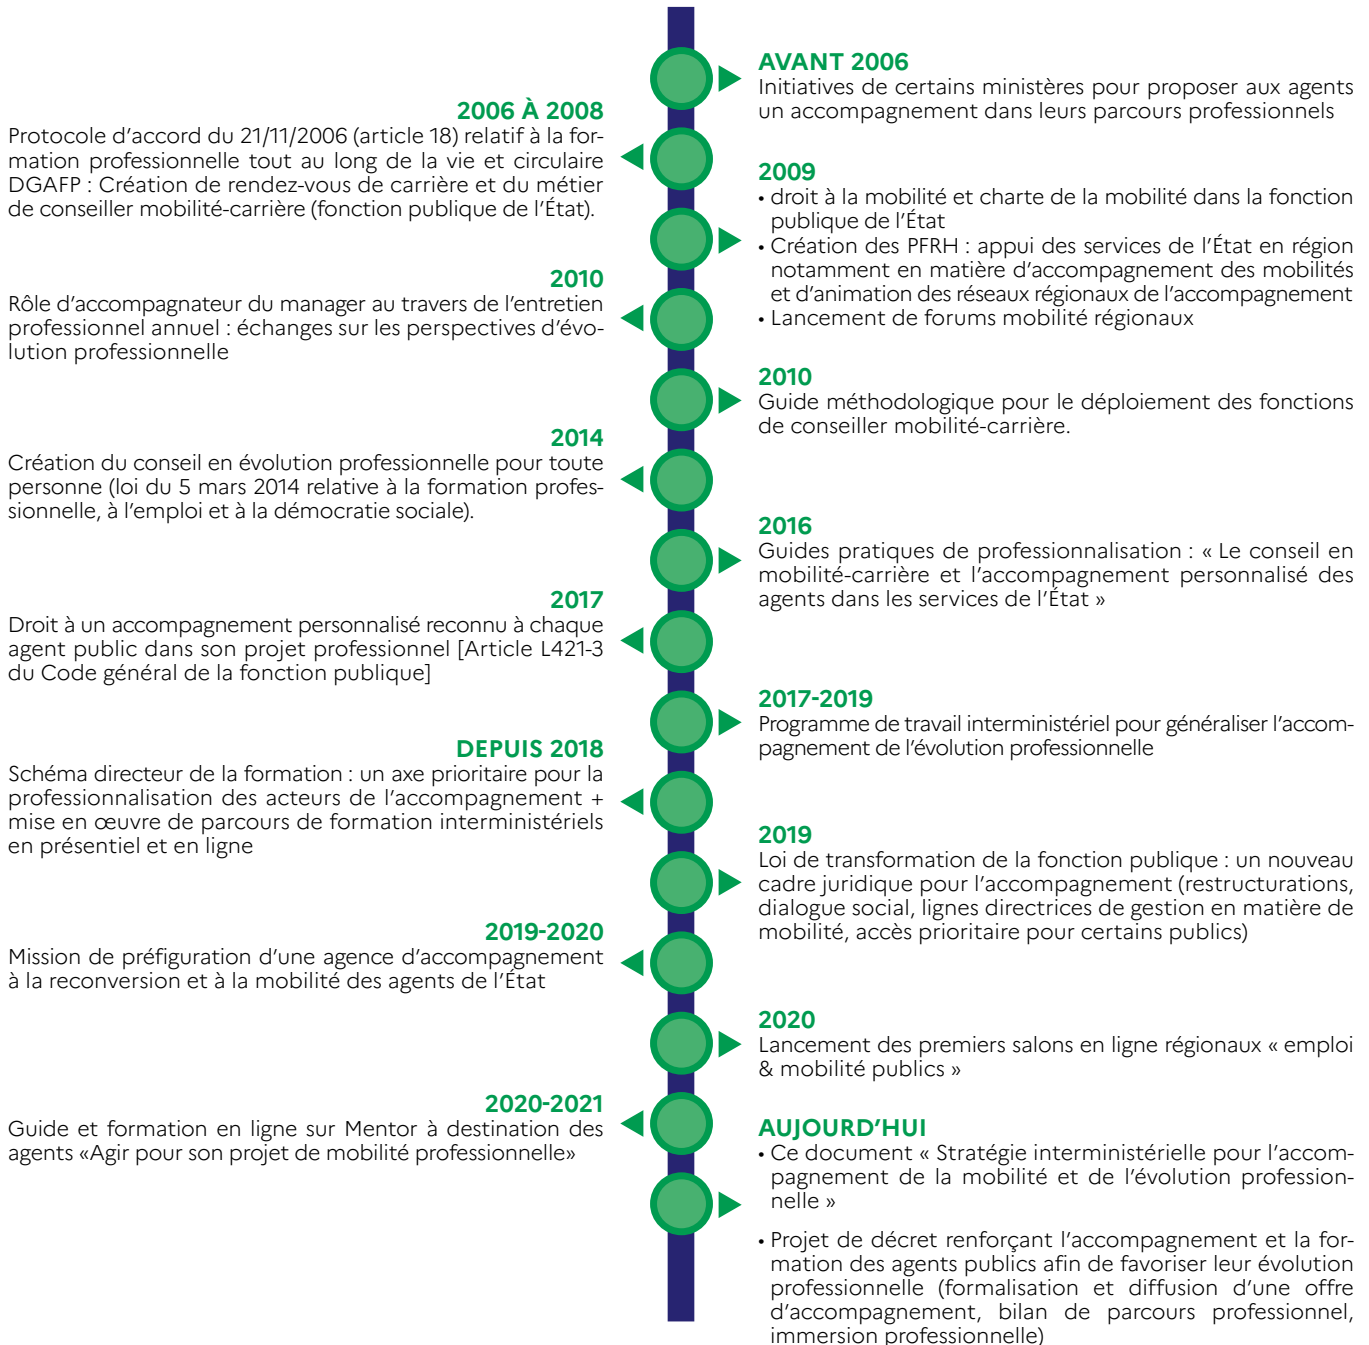 AVANT 2006
Initiatives de certains ministères pour proposer aux agents
un accompagnement dans leurs parcours professionnels
2006 À 2008
Protocole d’accord du 21/11/2006 (article 18) relatif à la for-
mation professionnelle tout au long de la vie et circulaire
DGAFP : Création de rendez-vous de carrière et du métier
de conseiller mobilité-carrière (fonction publique de l’État).
2009
• droit à la mobilité et charte de la mobilité dans la fonction
publique de l’État
• Création des PFRH : appui des services de l’État en région
notamment en matière d’accompagnement des mobilités
et d’animation des réseaux régionaux de l’accompagnement
• Lancement de forums mobilité régionaux
2010
Rôle d’accompagnateur du manager au travers de l’entretien
professionnel annuel : échanges sur les perspectives d’évo-
lution professionnelle
2010
Guide méthodologique pour le déploiement des fonctions
de conseiller mobilité-carrière.
2014
Création du conseil en évolution professionnelle pour toute
personne (loi du 5 mars 2014 relative à la formation profes-
sionnelle, à l’emploi et à la démocratie sociale).
2016
Guides pratiques de professionnalisation : « Le conseil en
mobilité-carrière et l’accompagnement personnalisé des
agents dans les services de l’État »
2017
Droit à un accompagnement personnalisé reconnu à chaque
agent public dans son projet professionnel [Article L421-3
du Code général de la fonction publique]
2017-2019
Programme de travail interministériel pour généraliser l’accom-
pagnement de l’évolution professionnelle
DEPUIS 2018
Schéma directeur de la formation : un axe prioritaire pour la
professionnalisation des acteurs de l’accompagnement +
mise en œuvre de parcours de formation interministériels
en présentiel et en ligne
2019
Loi de transformation de la fonction publique : un nouveau
cadre juridique pour l’accompagnement (restructurations,
dialogue social, lignes directrices de gestion en matière de
mobilité, accès prioritaire pour certains publics)
2019-2020
Mission de préfiguration d’une agence d’accompagnement
à la reconversion et à la mobilité des agents de l’État
2020
Lancement des premiers salons en ligne régionaux « emploi
& mobilité publics »
2020-2021
Guide et formation en ligne sur Mentor à destination des
agents «Agir pour son projet de mobilité professionnelle»
AUJOURD’HUI
• Ce document « Stratégie interministérielle pour l’accom-
pagnement de la mobilité et de l’évolution profession-
nelle »
• Projet de décret renforçant l’accompagnement et la for-
mation des agents publics afin de favoriser leur évolution
professionnelle (formalisation et diffusion d’une offre
d’accompagnement, bilan de parcours professionnel,
immersion professionnelle)